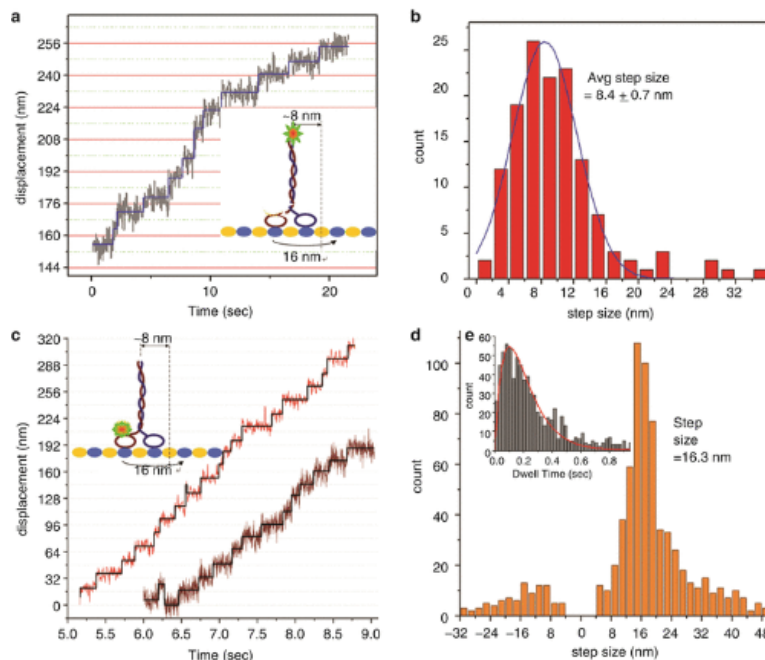 a
displacement (nm)
256
240
224
208
192
176
160
144
0
10
20
Time (sec)
~8 nm
16 nm
b
count
25
20
15
10
5
0
0 4 8 12 16 20 24 28 32
step size (nm)
Avg step size
= 8.4 ± 0.7 nm
c
displacement (nm)
320
288
256
224
192
160
128
96
64
32
0
5.0 5.5 6.0 6.5 7.0 7.5 8.0 8.5 9.0
Time (sec)
~8 nm
16 nm
d
count
100
80
60
40
20
0
−32 −24 −16 −8 0 8 16 24 32 40 48
step size (nm)
Step
size
=16.3 nm
e
count
60
50
40
30
20
10
0
0.0 0.2 0.4 0.6 0.8
Dwell Time (sec)